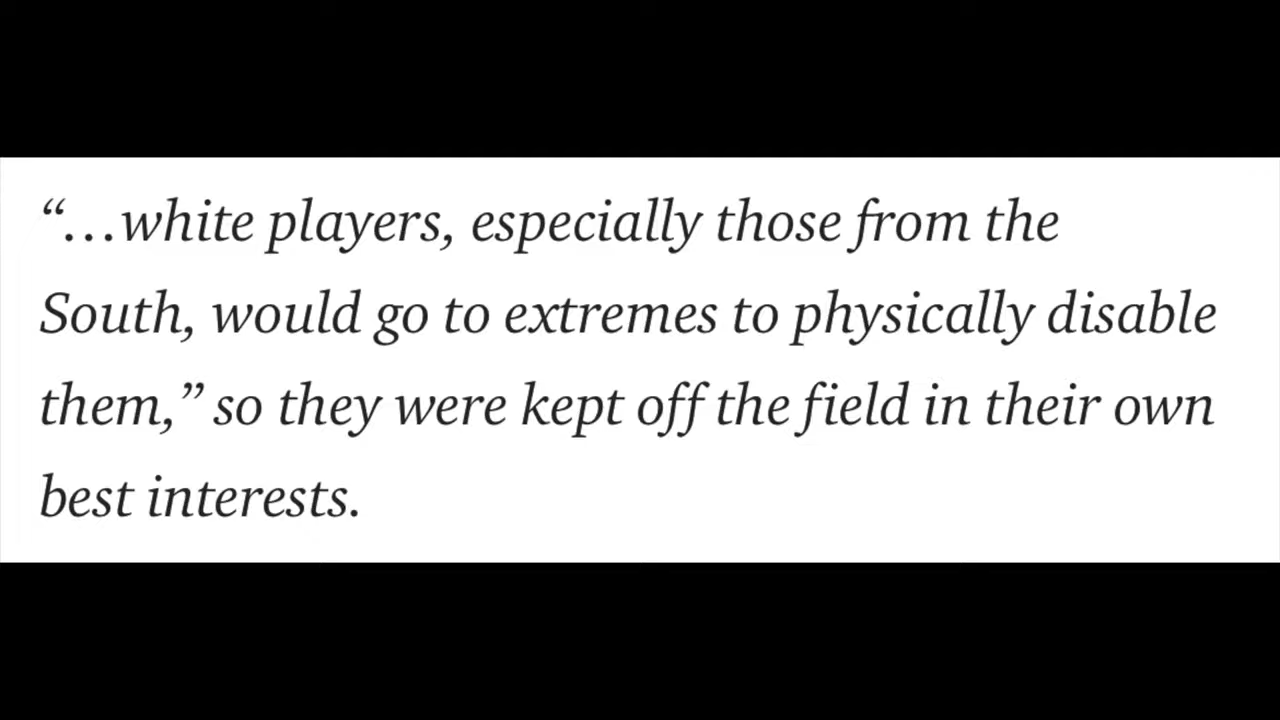 “…white players, especially those from the
South, would go to extremes to physically disable
them,” so they were kept off the field in their own
best interests.